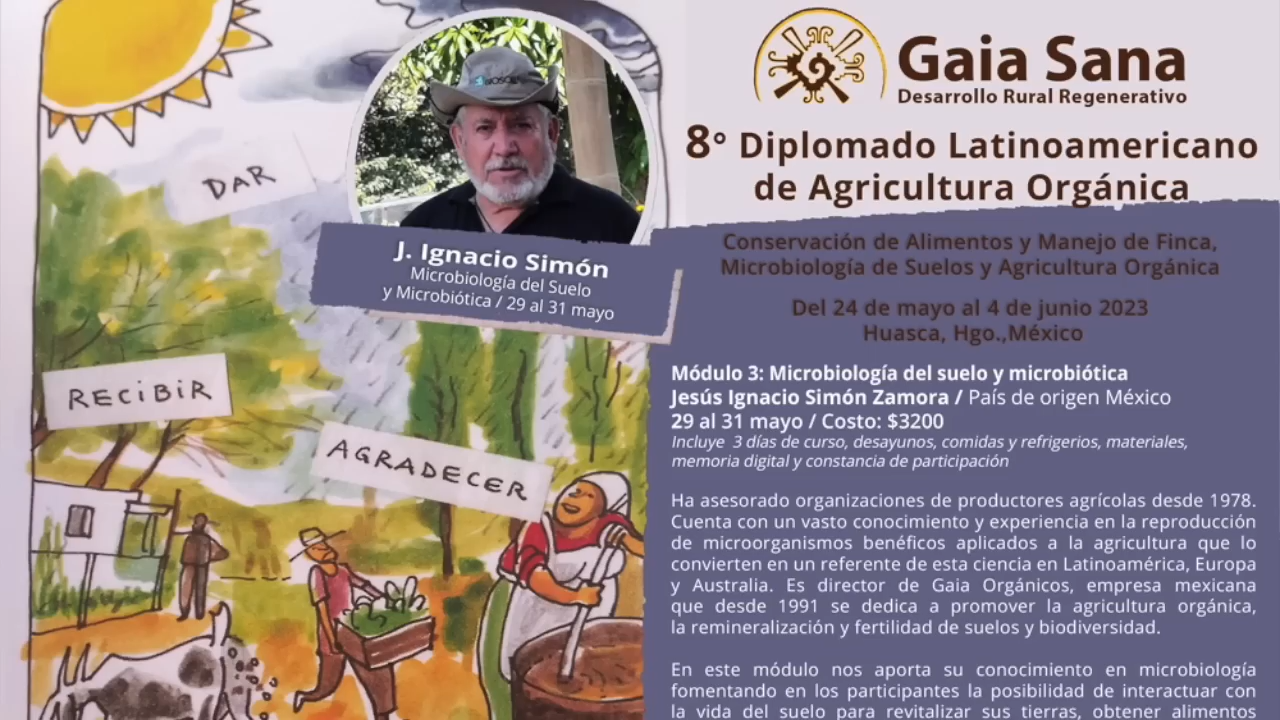 DAR
RECIBIR
AGRADECER
J. Ignacio Simón
Microbiología del Suelo
y Microbiótica / 29 al 31 mayo
Gaia Sana
Desarrollo Rural Regenerativo
8° Diplomado Latinoamericano
de Agricultura Orgánica
Conservación de Alimentos y Manejo de Finca,
Microbiología de Suelos y Agricultura Orgánica
Del 24 de mayo al 4 de junio 2023
Huasca, Hgo.,México
Módulo 3: Microbiología del suelo y microbiótica
Jesús Ignacio Simón Zamora / País de origen México
29 al 31 mayo / Costo: $3200
Incluye 3 días de curso, desayunos, comidas y refrigerios, materiales,
memoria digital y constancia de participación
Ha asesorado organizaciones de productores agrícolas desde 1978.
Cuenta con un vasto conocimiento y experiencia en la reproducción
de microorganismos benéficos aplicados a la agricultura que lo
convierten en un referente de esta ciencia en Latinoamérica, Europa
y Australia. Es director de Gaia Orgánicos, empresa mexicana
que desde 1991 se dedica a promover la agricultura orgánica,
la remineralización y fertilidad de suelos y biodiversidad.
En este módulo nos aporta su conocimiento en microbiología
fomentando en los participantes la posibilidad de interactuar con
la vida del suelo para revitalizar sus tierras, obtener alimentos